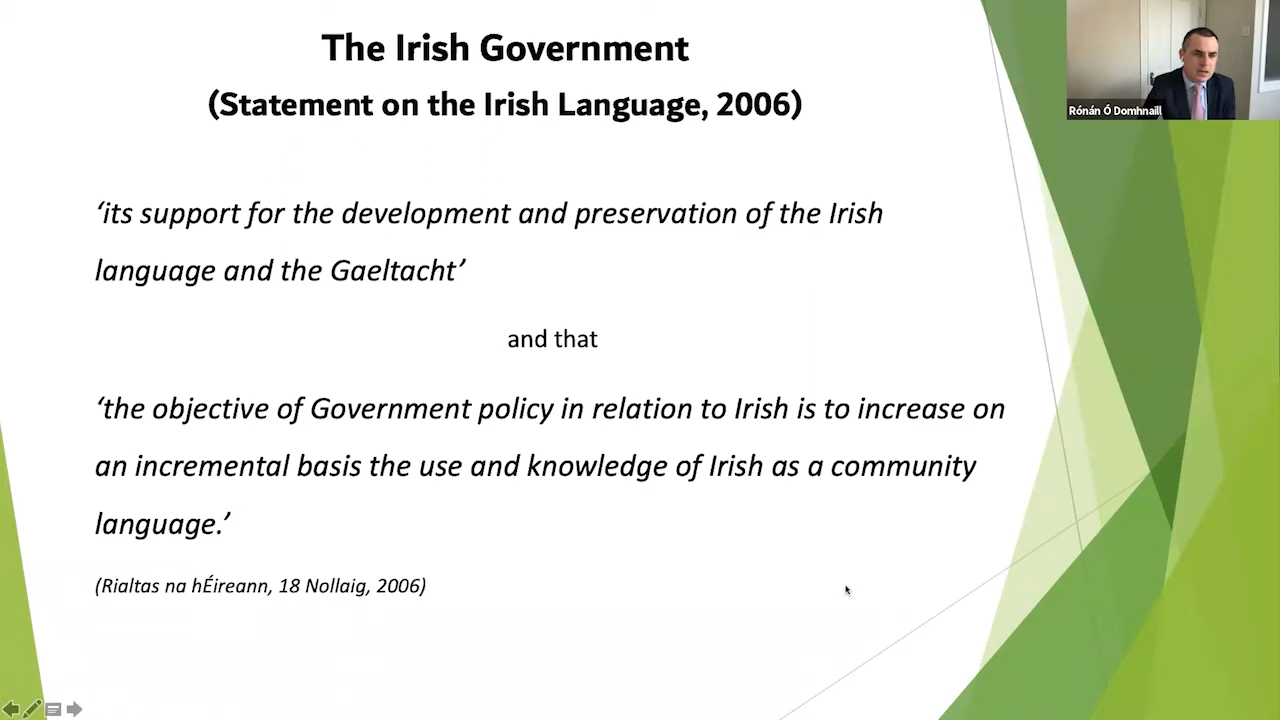 The Irish Government
(Statement on the Irish Language, 2006)
Rónán Ó Domhnaill
‘its support for the development and preservation of the Irish
language and the Gaeltacht’
and that
‘the objective of Government policy in relation to Irish is to increase on
an incremental basis the use and knowledge of Irish as a community
language.’
(Rialtas na hÉireann, 18 Nollaig, 2006)